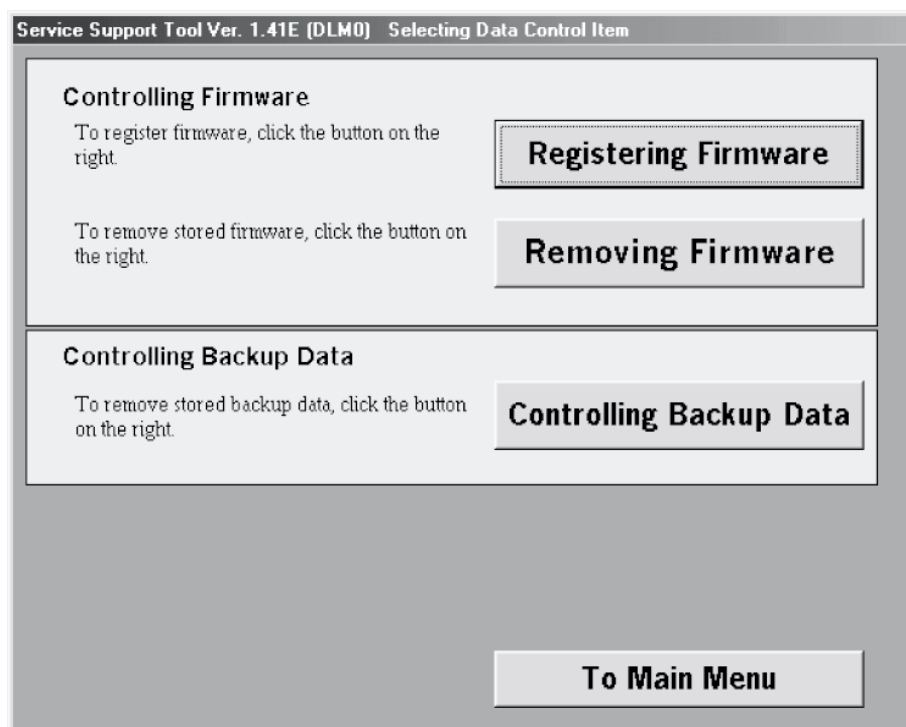 Service Support Tool Ver. 1.41E (DLM0) Selecting Data Control Item
Controlling Firmware
To register firmware, click the button on the
right.
Registering Firmware
To remove stored firmware, click the button on
the right.
Removing Firmware
Controlling Backup Data
To remove stored backup data, click the button
on the right.
Controlling Backup Data
To Main Menu